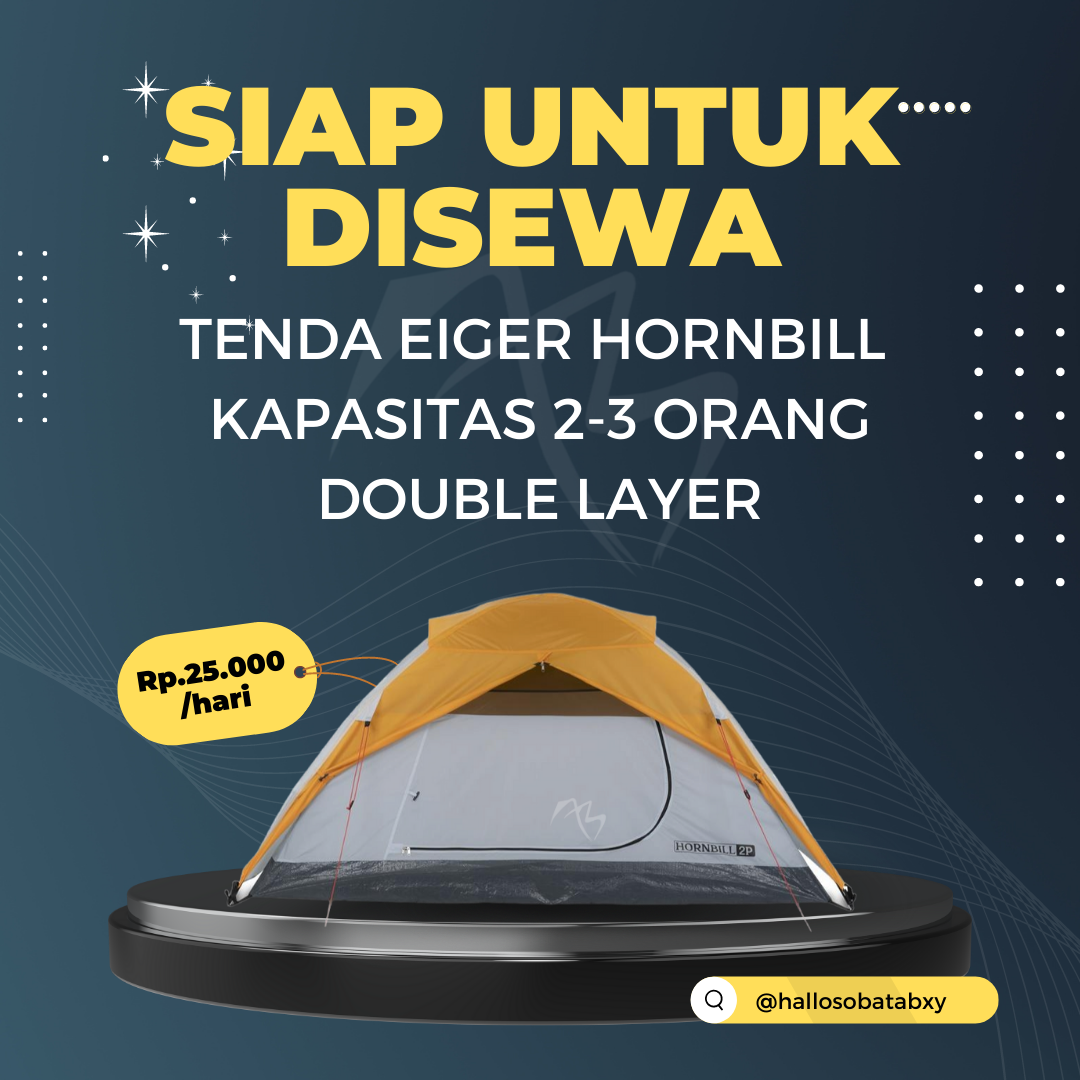 SIAP UNTUK
DISEWA
TENDA EIGER HORNBILL
KAPASITAS 2-3 ORANG
DOUBLE LAYER
Rp.25.000
/hari
HORNBILL 2P
@hallosobatabxy